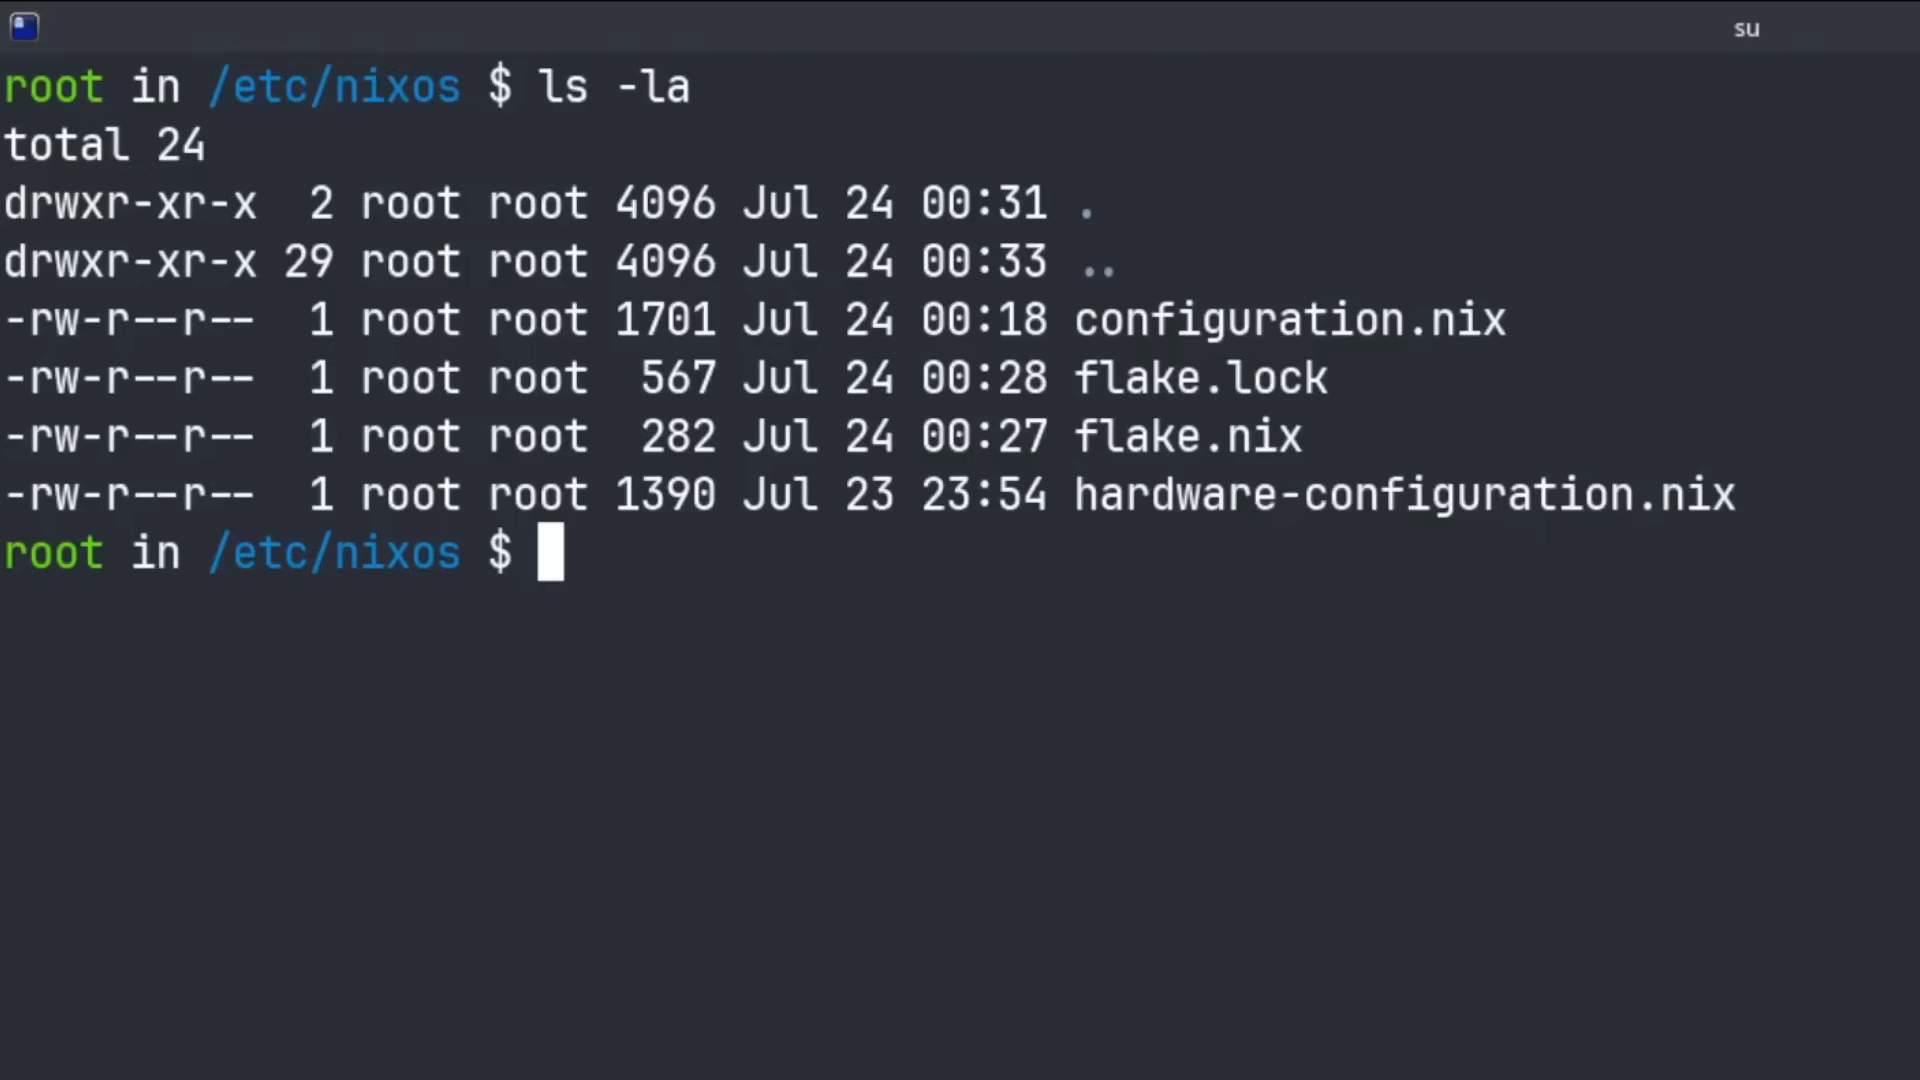 su
root in /etc/nixos $ ls -la
total 24
drwxr-xr-x  2 root root 4096 Jul 24 00:31 .
drwxr-xr-x 29 root root 4096 Jul 24 00:33 ..
-rw-r--r--  1 root root 1701 Jul 24 00:18 configuration.nix
-rw-r--r--  1 root root  567 Jul 24 00:28 flake.lock
-rw-r--r--  1 root root  282 Jul 24 00:27 flake.nix
-rw-r--r--  1 root root 1390 Jul 23 23:54 hardware-configuration.nix
root in /etc/nixos $